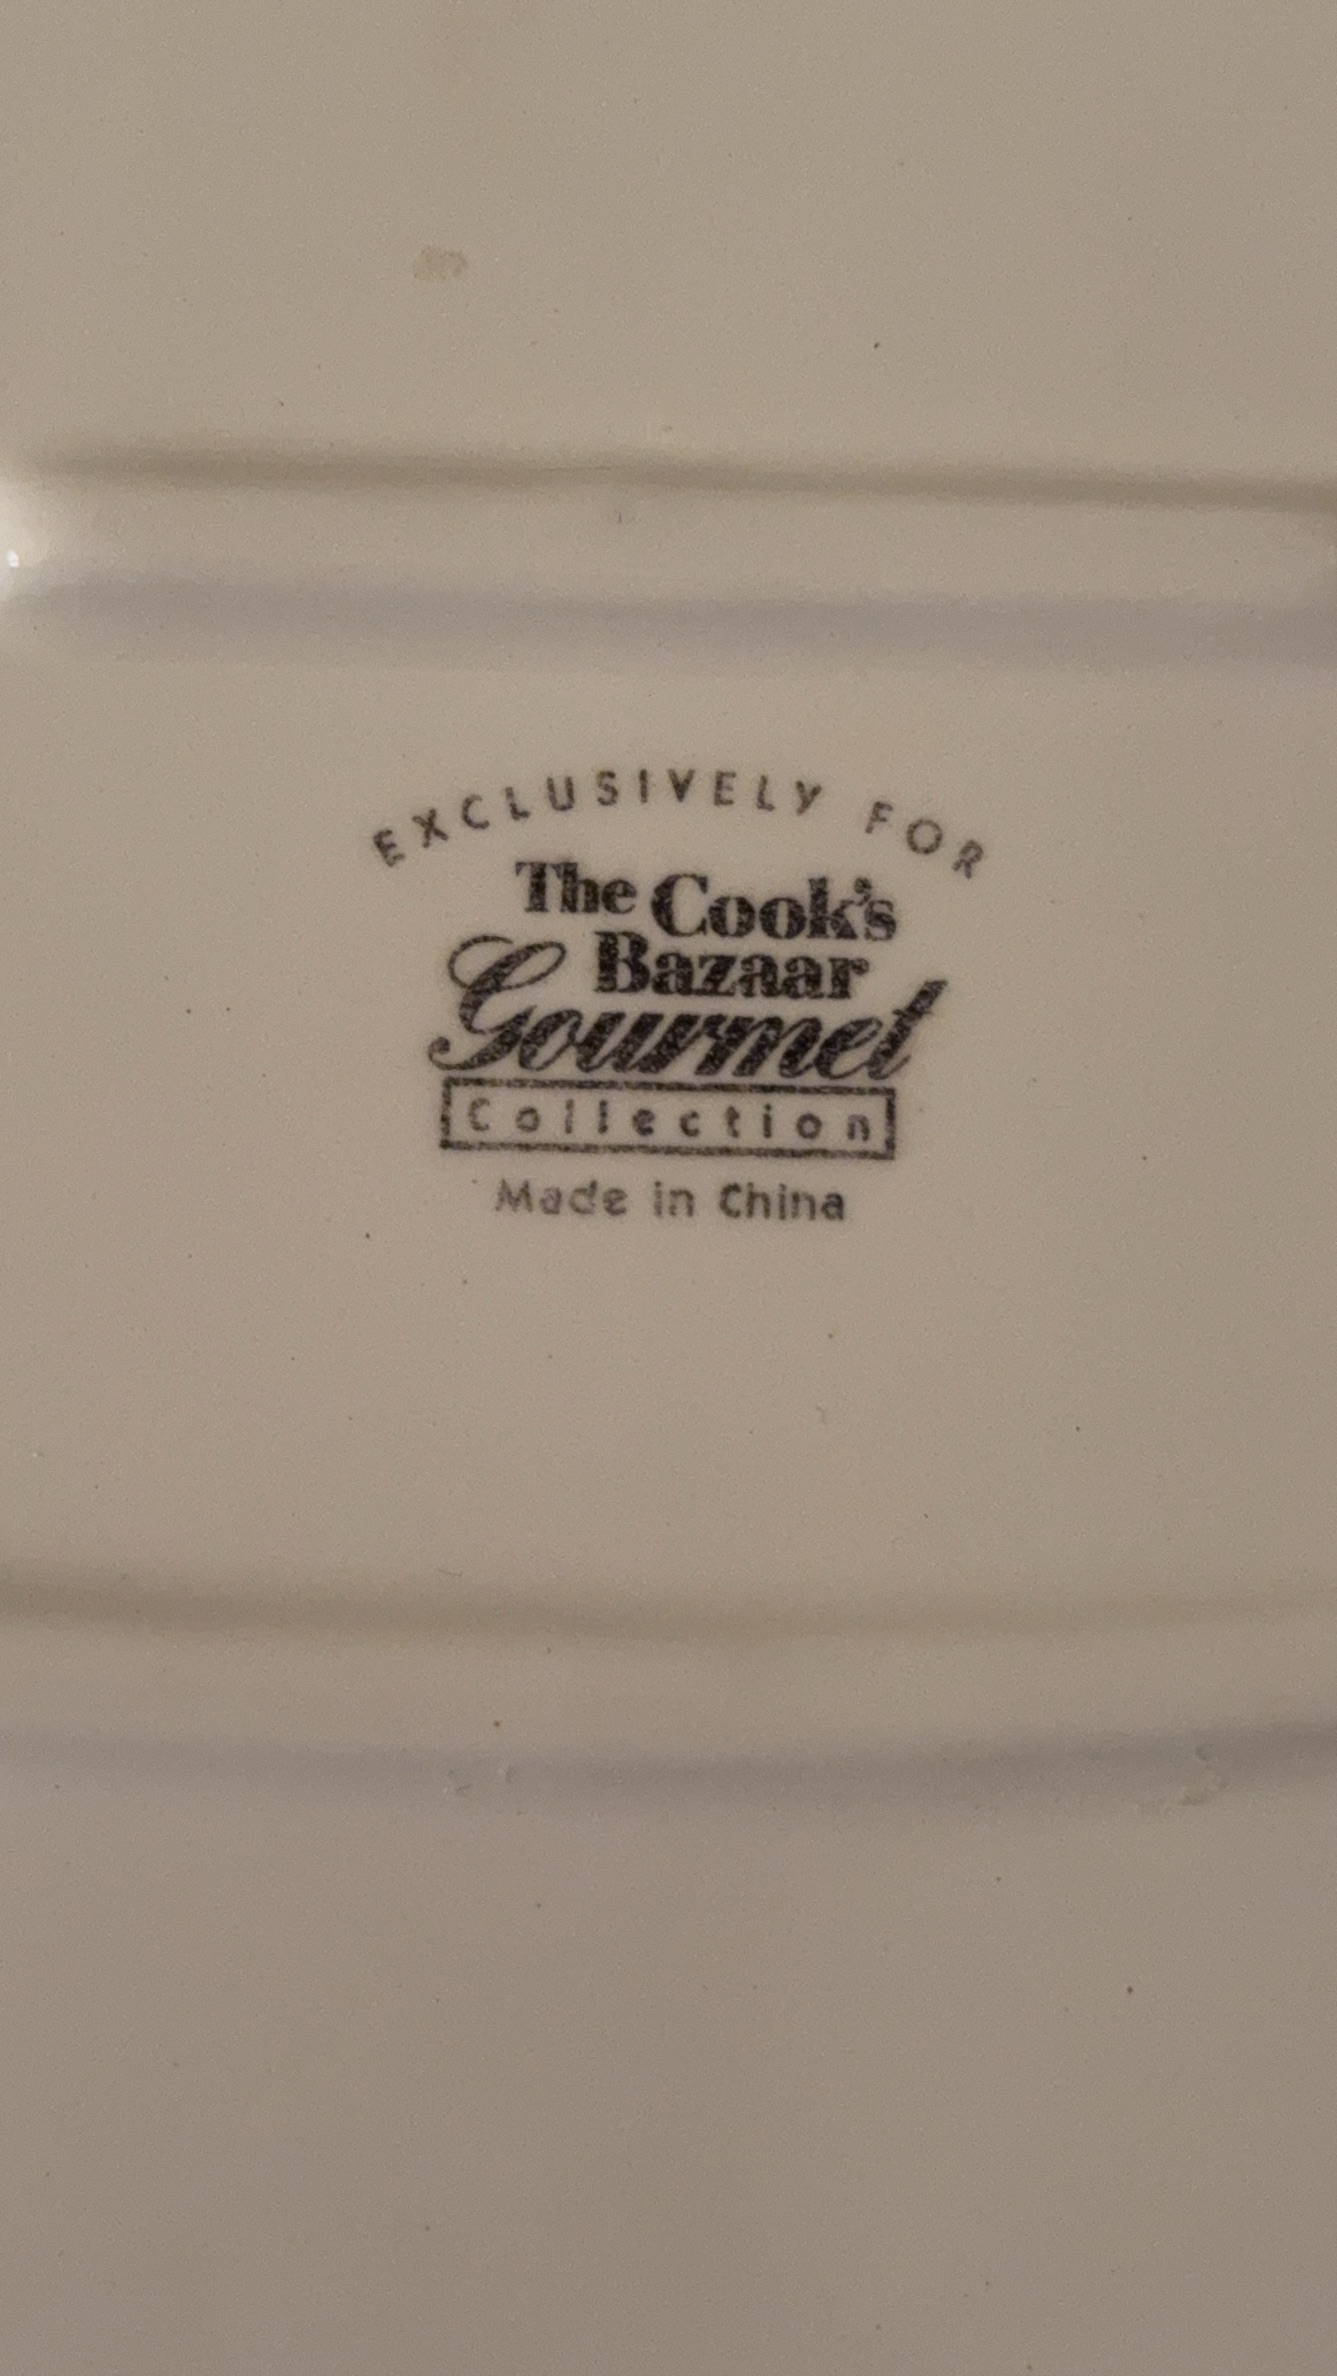 EXCLUSIVELY FOR
The Cook's
Bazaar
Gourmet
Collection
Made in China